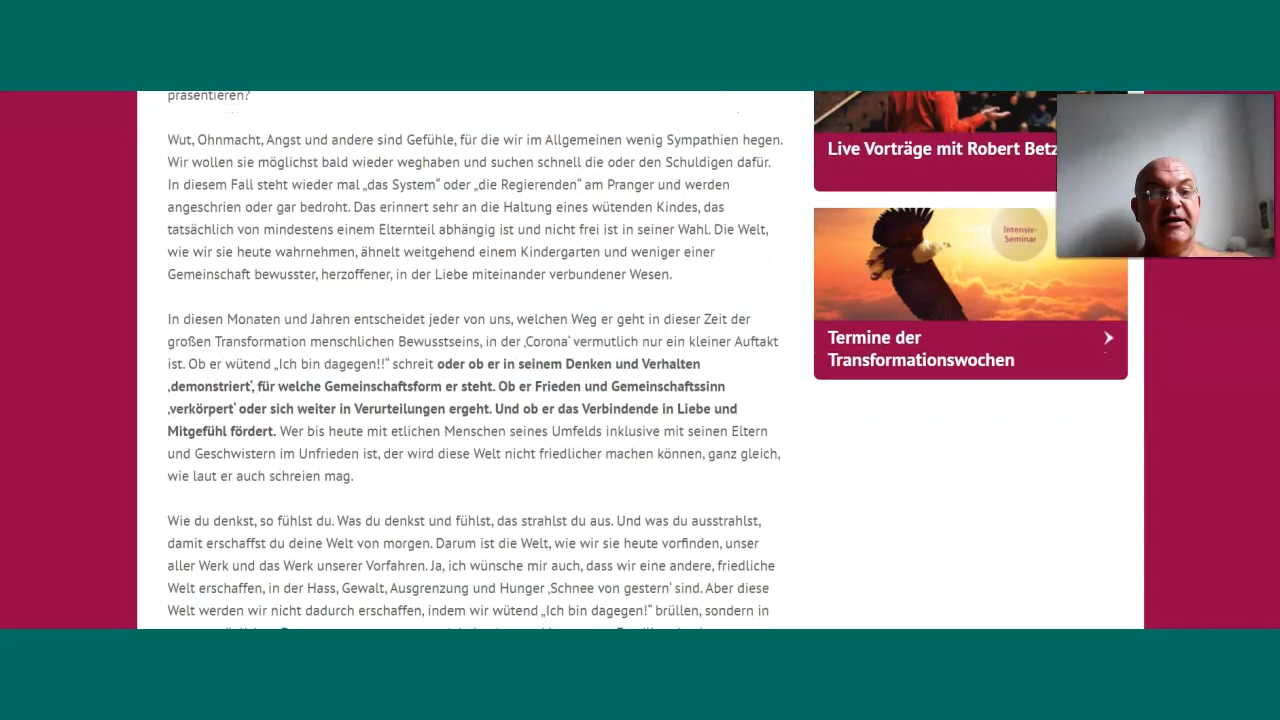 präsentieren?
Wut, Ohnmacht, Angst und andere sind Gefühle, für die wir im Allgemeinen wenig Sympathien hegen.
Wir wollen sie möglichst bald wieder weghaben und suchen schnell die oder den Schuldigen dafür.
In diesem Fall steht wieder mal „das System“ oder „die Regierenden“ am Pranger und werden
angeschrien oder gar bedroht. Das erinnert sehr an die Haltung eines wütenden Kindes, das
tatsächlich von mindestens einem Elternteil abhängig ist und nicht frei ist in seiner Wahl. Die Welt,
wie wir sie heute wahrnehmen, ähnelt weitgehend einem Kindergarten und weniger einer
Gemeinschaft bewusster, herzoffener, in der Liebe miteinander verbundener Wesen.
In diesen Monaten und Jahren entscheidet jeder von uns, welchen Weg er geht in dieser Zeit der
großen Transformation menschlichen Bewusstseins, in der ‚Corona‘ vermutlich nur ein kleiner Auftakt
ist. Ob er wütend „Ich bin dagegen!!“ schreit oder ob er in seinem Denken und Verhalten
‚demonstriert‘, für welche Gemeinschaftsform er steht. Ob er Frieden und Gemeinschaftssinn
‚verkörpert‘ oder sich weiter in Verurteilungen ergeht. Und ob er das Verbindende in Liebe und
Mitgefühl fördert. Wer bis heute mit etlichen Menschen seines Umfelds inklusive mit seinen Eltern
und Geschwistern im Unfrieden ist, der wird diese Welt nicht friedlicher machen können, ganz gleich,
wie laut er auch schreien mag.
Wie du denkst, so fühlst du. Was du denkst und fühlst, das strahlst du aus. Und was du ausstrahlst,
damit erschaffst du deine Welt von morgen. Darum ist die Welt, wie wir sie heute vorfinden, unser
aller Werk und das Werk unserer Vorfahren. Ja, ich wünsche mir auch, dass wir eine andere, friedliche
Welt erschaffen, in der Hass, Gewalt, Ausgrenzung und Hunger ‚Schnee von gestern‘ sind. Aber diese
Welt werden wir nicht dadurch erschaffen, indem wir wütend „Ich bin dagegen!“ brüllen, sondern in
Live Vorträge mit Robert Betz
Intensiv-
Seminar
Termine der
Transformationswochen